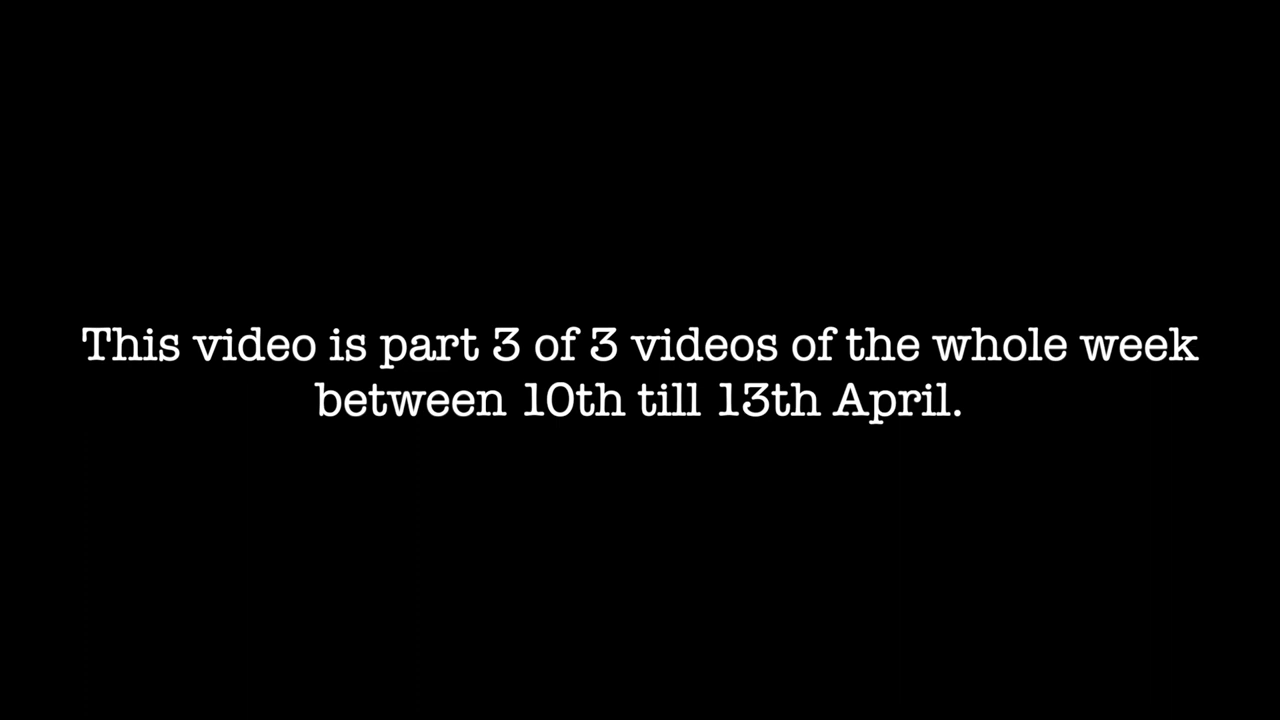 This video is part 3 of 3 videos of the whole week
between 10th till 13th April.